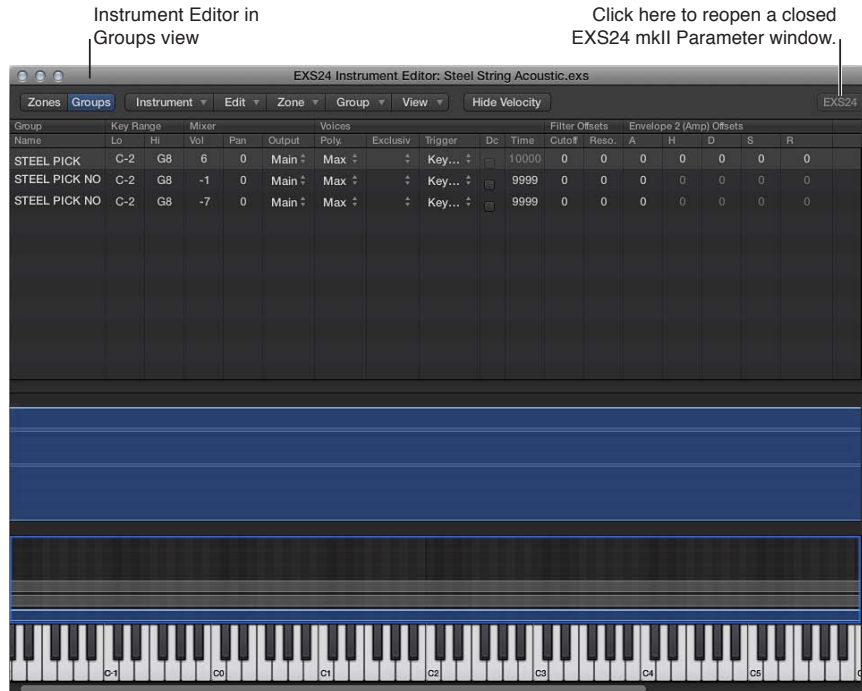 Instrument Editor in
Groups view
Click here to reopen a closed
EXS24 mkII Parameter window.
EXS24 Instrument Editor: Steel String Acoustic.exs
Zones Groups Instrument Edit Zone Group View Hide Velocity EXS24
Group Key Range Mixer Voices Filter Offsets Envelope 2 (Amp) Offsets
Name Lo Hi Vol Pan Output Poly. Exclusiv Trigger Dc Time Cutoff Reso. A H D S R
STEEL PICK C-2 G8 6 0 Main Max Key... 10000 0 0 0 0 0 0 0
STEEL PICK NO C-2 G8 -1 0 Main Max Key... 9999 0 0 0 0 0 0 0
STEEL PICK NO C-2 G8 -7 0 Main Max Key... 9999 0 0 0 0 0 0 0
C-1 C0 C1 C2 C3 C4 C5